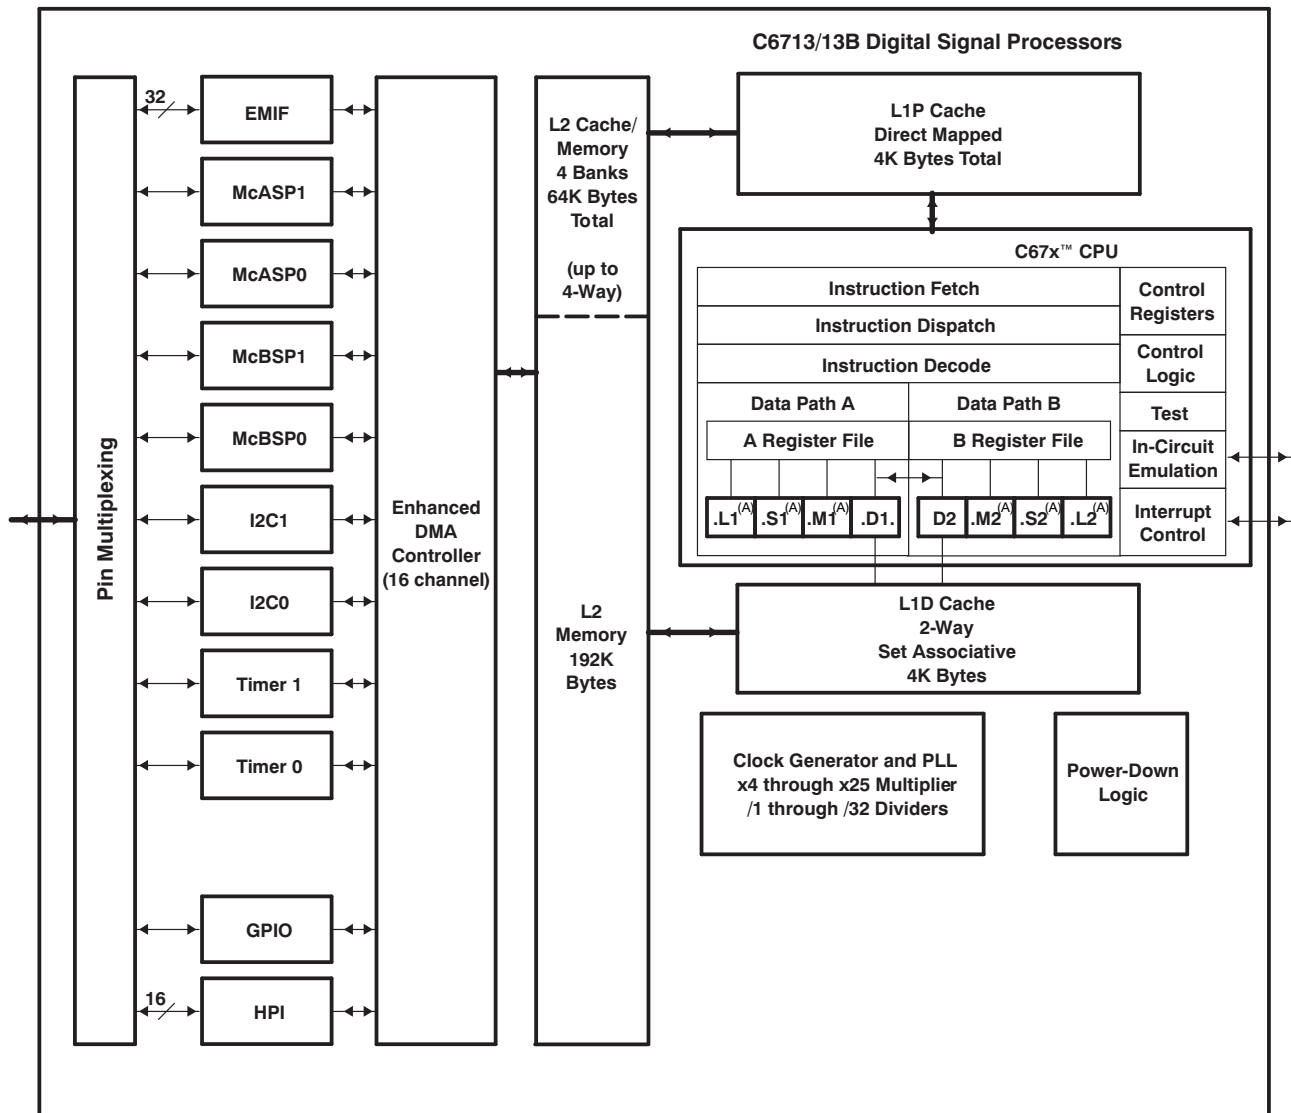 C6713/13B Digital Signal Processors
32
EMIF
McASP1
McASP0
McBSP1
McBSP0
I2C1
I2C0
Timer 1
Timer 0
GPIO
16
HPI
Pin Multiplexing
Enhanced
DMA
Controller
(16 channel)
L2 Cache/
Memory
4 Banks
64K Bytes
Total
(up to
4-Way)
L2
Memory
192K
Bytes
L1P Cache
Direct Mapped
4K Bytes Total
C67x™ CPU
Instruction Fetch
Instruction Dispatch
Instruction Decode
Data Path A
Data Path B
A Register File
B Register File
.L1(A)
.S1(A)
.M1(A)
.D1.
D2
.M2(A)
.S2(A)
.L2(A)
Control
Registers
Control
Logic
Test
In-Circuit
Emulation
Interrupt
Control
L1D Cache
2-Way
Set Associative
4K Bytes
Clock Generator and PLL
x4 through x25 Multiplier
/1 through /32 Dividers
Power-Down
Logic